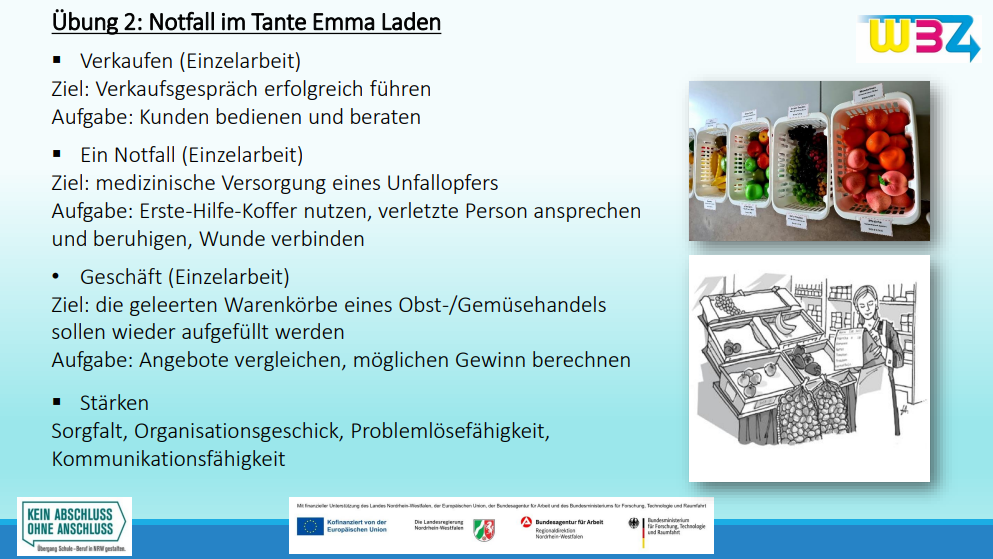 Übung 2: Notfall im Tante Emma Laden
W3Z
▪ Verkaufen (Einzelarbeit)
Ziel: Verkaufsgespräch erfolgreich führen
Aufgabe: Kunden bedienen und beraten
▪ Ein Notfall (Einzelarbeit)
Ziel: medizinische Versorgung eines Unfallopfers
Aufgabe: Erste-Hilfe-Koffer nutzen, verletzte Person ansprechen
und beruhigen, Wunde verbinden
• Geschäft (Einzelarbeit)
Ziel: die geleerten Warenkörbe eines Obst-/Gemüsehandels
sollen wieder aufgefüllt werden
Aufgabe: Angebote vergleichen, möglichen Gewinn berechnen
▪ Stärken
Sorgfalt, Organisationsgeschick, Problemlösefähigkeit,
Kommunikationsfähigkeit
KEIN ABSCHLUSS
OHNE ANSCHLUSS
Übergang Schule – Beruf in NRW gestalten.
Mit finanzieller Unterstützung des Landes Nordrhein-Westfalen, der Europäischen Union, der Bundesagentur für Arbeit und des Bundesministeriums für Forschung, Technologie und Raumfahrt
Kofinanziert von der
Europäischen Union
Die Landesregierung
Nordrhein-Westfalen
Bundesagentur für Arbeit
Regionaldirektion
Nordrhein-Westfalen
Bundesministerium
für Forschung, Technologie
und Raumfahrt